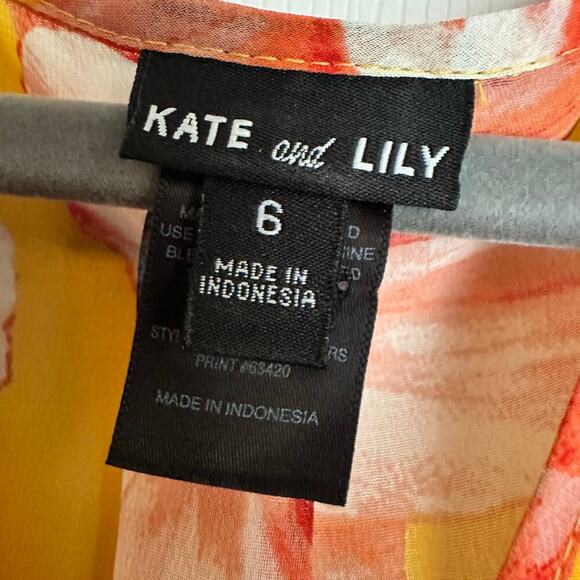 KATE and LILY
6
MADE IN
INDONESIA
PRINT #63420
MADE IN INDONESIA